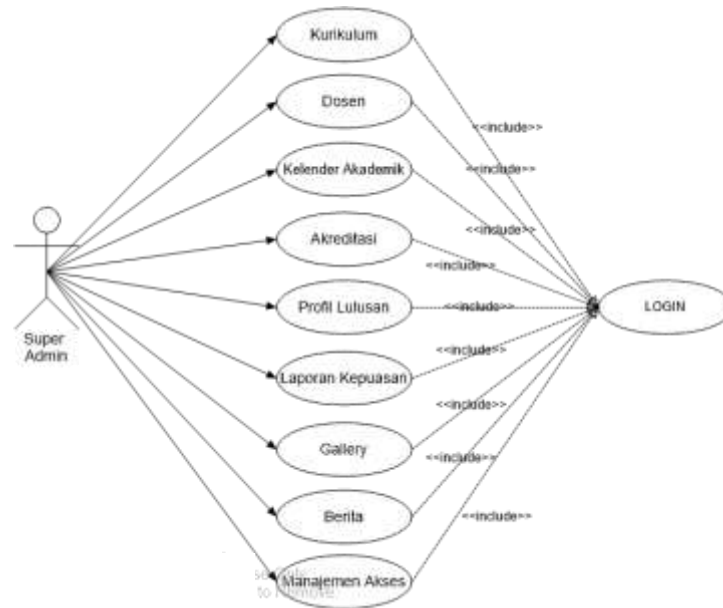 Kurikulum
<<include>>
Dosen
<<include>>
Kelender Akademik
<<include>>
Akreditasi
<<include>>
Super
Admin
Profil Lulusan
<<include>>
LOGIN
Laporan Kepuasan
<<include>>
Gallery
<<include>>
Berita
<<include>>
Manajemen Akses
<<include>>